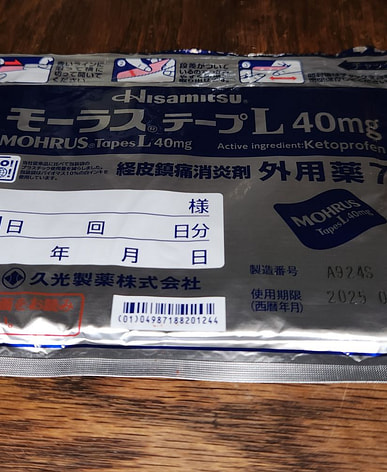 Hisamitsu®
モーラス®テープL 40mg
MOHRUS®Tapes L 40mg
Active ingredient: Ketoprofen
経皮鎮痛消炎剤 外用薬 7
様
日 回 日分
年 月 日
MOHRUS
Tapes L 40mg
久光製薬株式会社
製造番号 A924S
使用期限 2025 0
(西暦年月)
(01)04987188201244